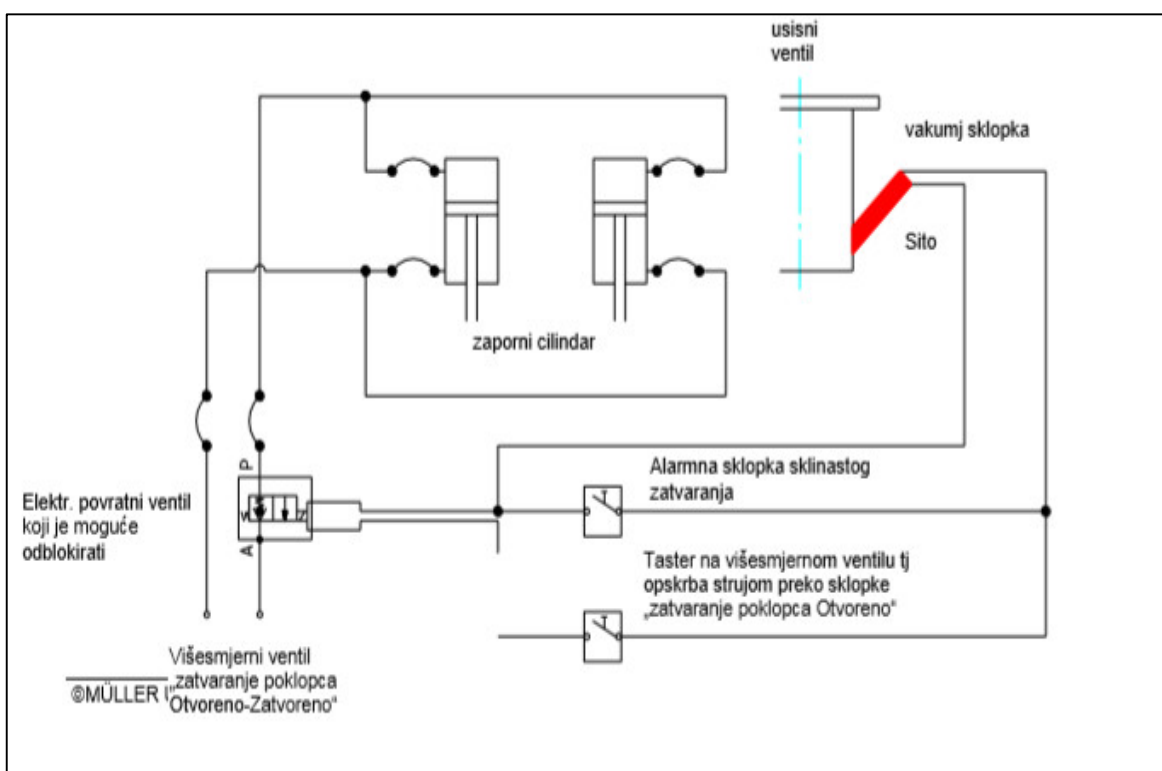 usisni
ventil
vakumj sklopka
Sito
zaporni cilindar
P
A
Elektr. povratni ventil
koji je moguće
odblokirati
Alarmna sklopka sklinastog
zatvaranja
Taster na višesmjernom ventilu tj
opskrba strujom preko sklopke
„zatvaranje poklopca Otvoreno“
Višesmjerni ventil
„zatvaranje poklopca
Otvoreno-Zatvoreno“
©MÜLLER